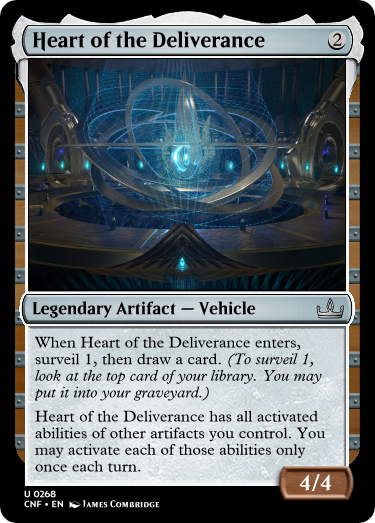 Heart of the Deliverance 2
Legendary Artifact — Vehicle
When Heart of the Deliverance enters,
surveil 1, then draw a card. (To surveil 1,
look at the top card of your library. You may
put it into your graveyard.)
Heart of the Deliverance has all activated
abilities of other artifacts you control. You
may activate each of those abilities only
once each turn.
4/4
U 0268
CNF • EN James Combridge